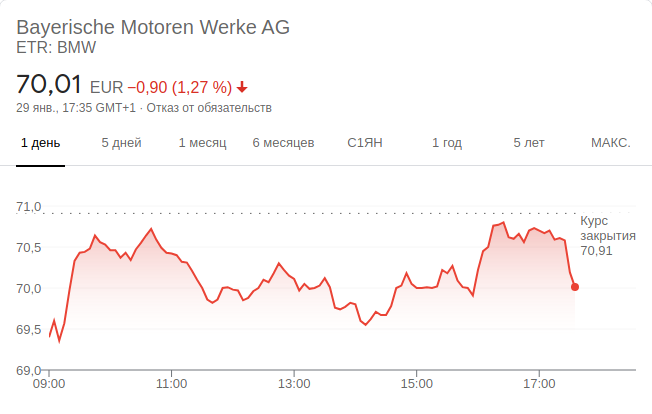 Bayerische Motoren Werke AG
ETR: BMW
70,01 EUR −0,90 (1,27 %)
29 янв., 17:35 GMT+1 · Отказ от обязательств
1 день 5 дней 1 месяц 6 месяцев С1ЯН 1 год 5 лет МАКС.
71,0
Курс
закрытия
70,91
70,5
70,0
69,5
69,0
09:00 11:00 13:00 15:00 17:00